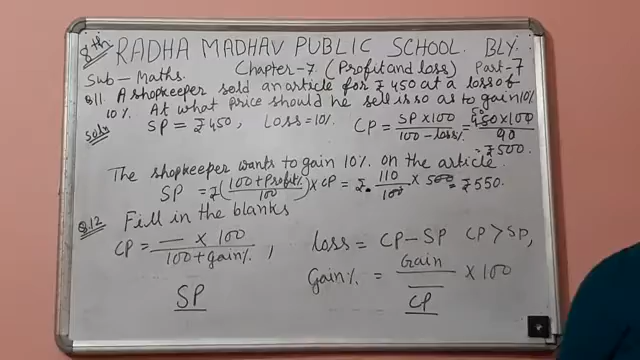 8th RADHA MADHAV PUBLIC SCHOOL. BLY.
Sub - Maths. Chapter-7 (Profit and loss) Part-7
Q11. A shopkeeper sold an article for ₹450 at a loss of
10%. At what price should he sell is so as to gain 10%
Soln SP = ₹450, Loss=10% CP = SP×100/100-loss% = 450×100/90 50
= ₹500.
The shopkeeper wants to gain 10% on the article.
SP = ₹(100+Profit%/100)×CP = ₹.110/100×500=₹550.
Q.12 Fill in the blanks
CP = — × 100/100+gain%, loss = CP-SP CP>SP,
Gain% = Gain/— ×100
SP CP